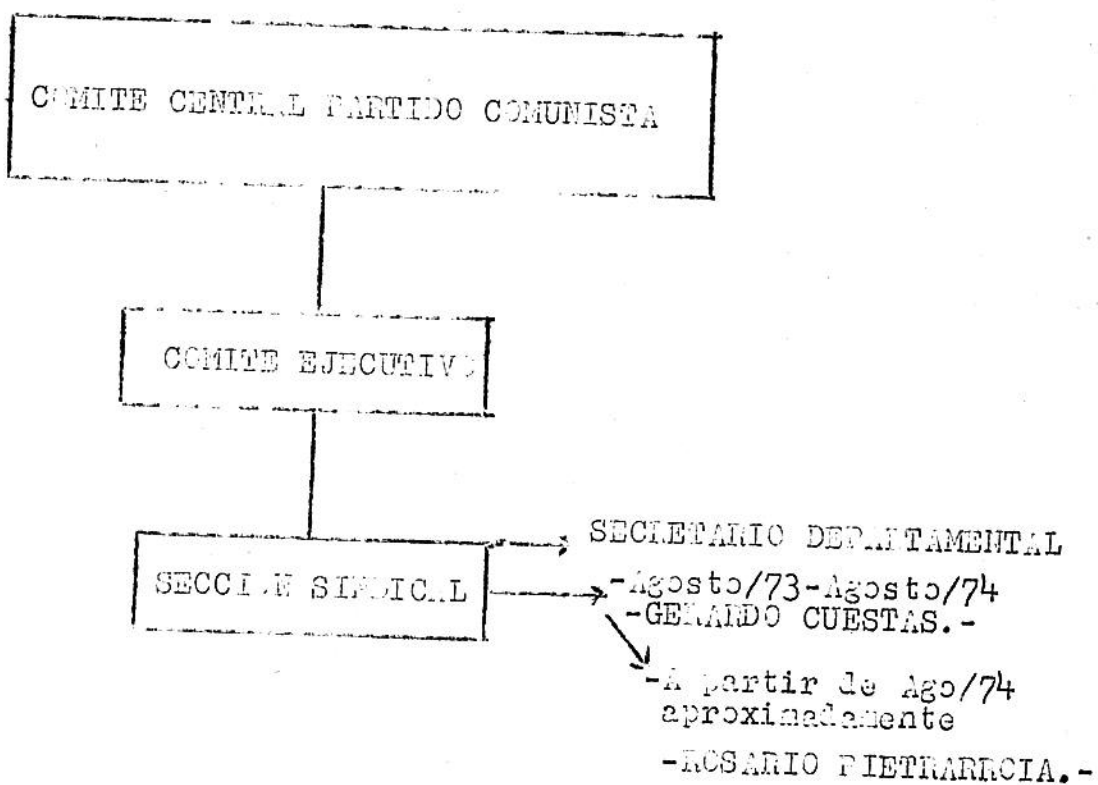 COMITE CENTRAL PARTIDO COMUNISTA
COMITE EJECUTIVO
SECCION SINDICAL
SECRETARIO DEPARTAMENTAL
-Agosto/73-Agosto/74
-GERARDO CUESTAS.-
-A partir de Ago/74
aproximadamente
-ROSARIO PIETRARROIA.-